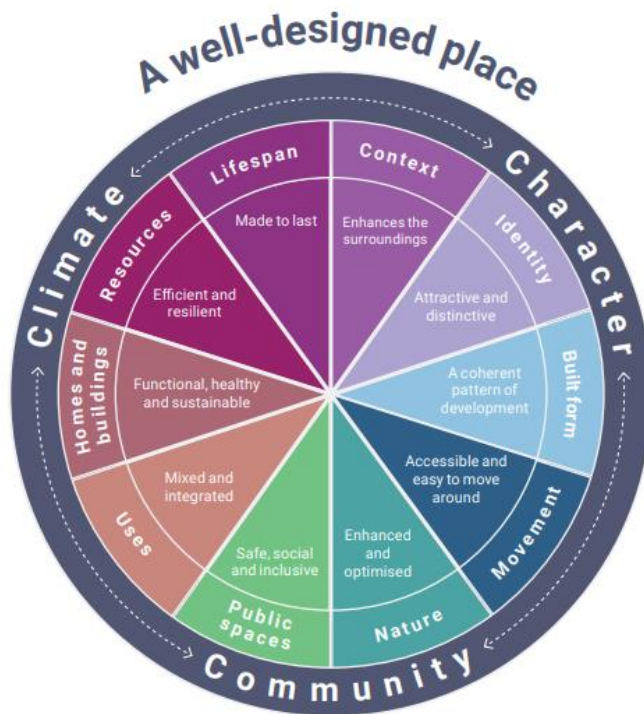 A well-designed place
Climate
Character
Community
Context
Enhances the
surroundings
Identity
Attractive and
distinctive
Built form
A coherent
pattern of
development
Movement
Accessible and
easy to move
around
Nature
Enhanced
and
optimised
Public
spaces
Safe, social
and inclusive
Uses
Mixed and
integrated
Homes and
buildings
Functional, healthy
and sustainable
Resources
Efficient and
resilient
Lifespan
Made to last